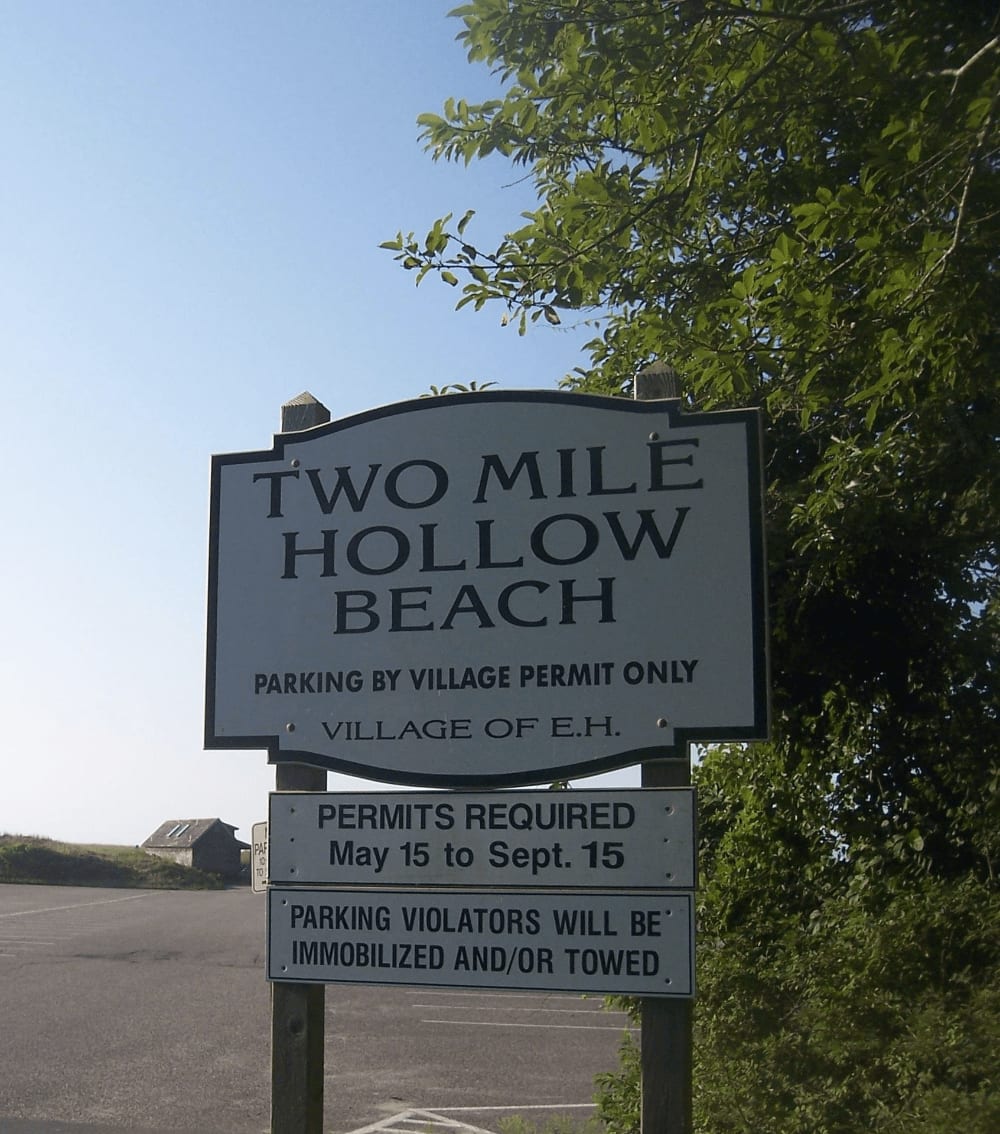 TWO MILE
HOLLOW
BEACH
PARKING BY VILLAGE PERMIT ONLY
VILLAGE OF E.H.
PERMITS REQUIRED
May 15 to Sept. 15
PARKING VIOLATORS WILL BE
IMMOBILIZED AND/OR TOWED